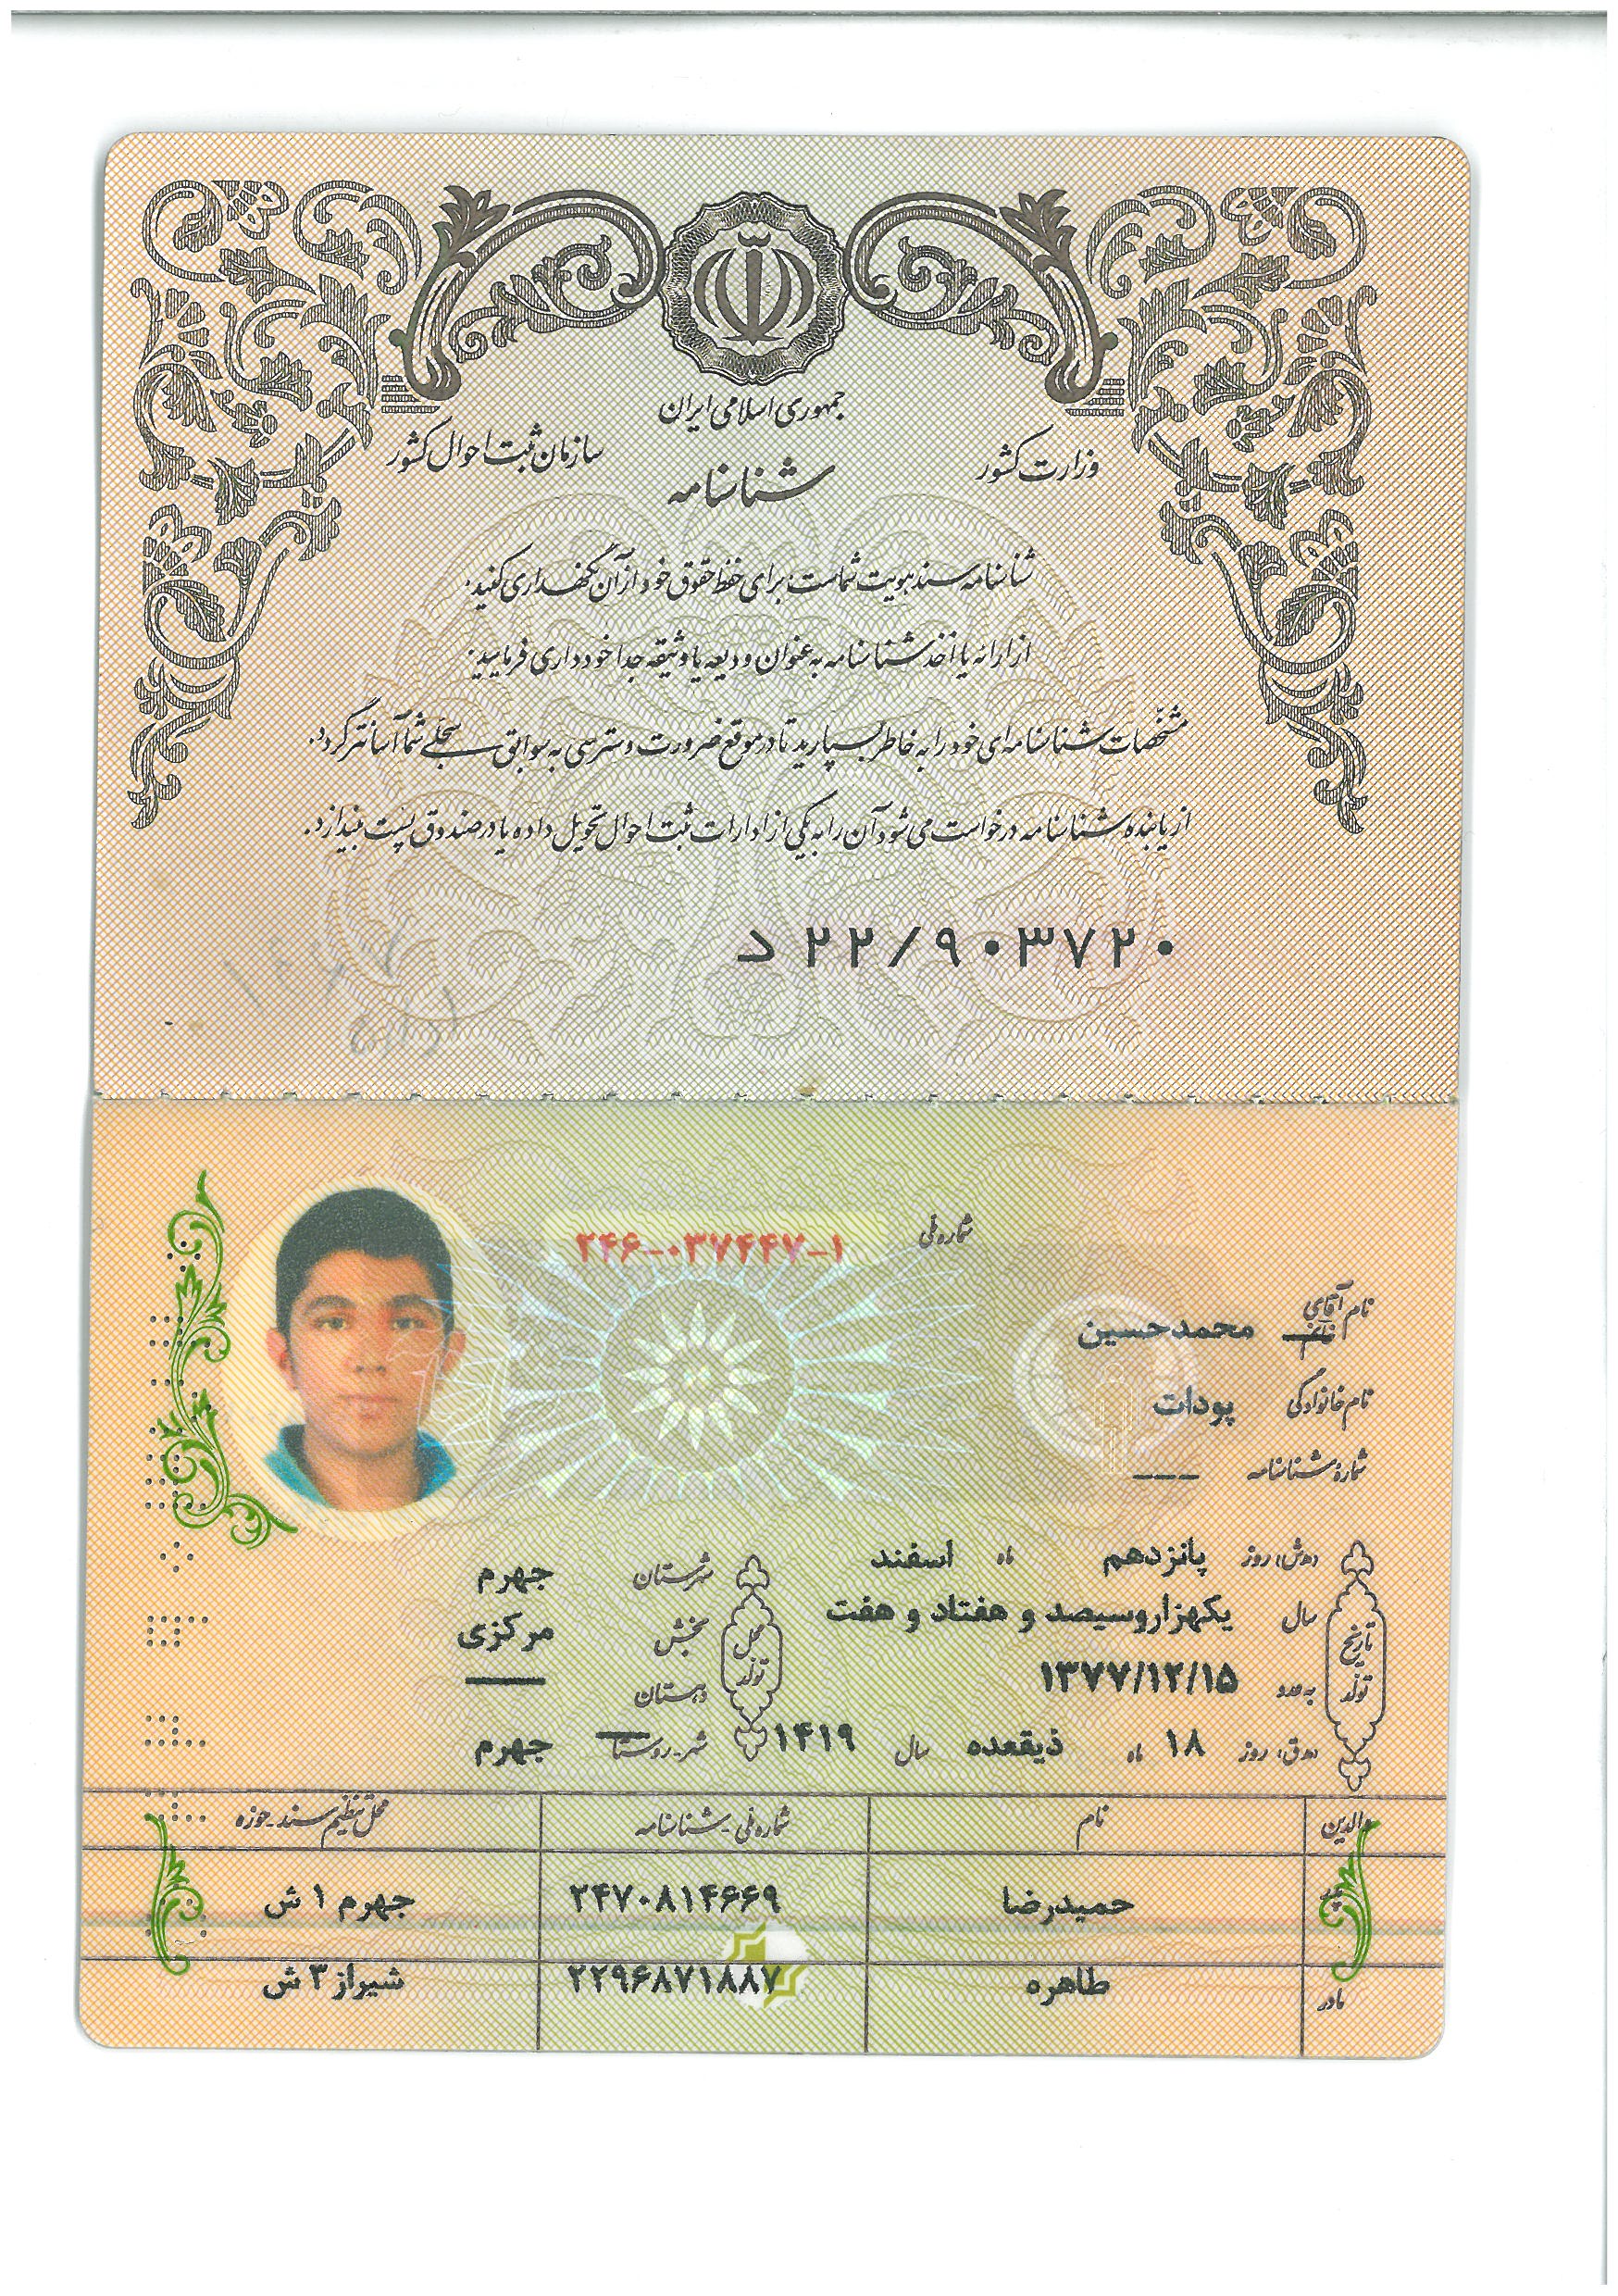 جمهوری اسلامی ایران
وزارت کشور
سازمان ثبت احوال کشور
شناسنامه
شناسنامه سند هویت شماست؛ برای حفظ حقوق خود از آن نگهداری کنید.
از ارائه یا اخذ شناسنامه به عنوان ودیعه یا وثیقه جدا خودداری فرمایید.
مشخصات شناسنامه‌ای خود را به خاطر بسپارید تا در موقع ضرورت دسترسی به سوابق سجلی شما آسانتر گردد.
از یابنده شناسنامه درخواست می‌شود آن را به یکی از ادارات ثبت احوال تحویل داده یا در صندوق پست بیندازد.
د ۲۲/۹۰۳۷۲۰
شماره ملی ۲۴۶-۰۳۷۴۴۷-۱
نام آقای خانم محمدحسین
نام خانوادگی پودات
شماره شناسنامه ---
تاریخ تولد
(ه.ش) روز پانزدهم ماه اسفند
سال یکهزاروسیصد و هفتاد و هفت
به عدد ۱۳۷۷/۱۲/۱۵
(ه.ق) روز ۱۸ ماه ذیقعده سال ۱۴۱۹
محل تولد
شهرستان جهرم
بخش مرکزی
دهستان ——
شهر-روستا جهرم
والدین نام شماره ملی-شناسنامه محل تنظیم سند-حوزه
پدر حمیدرضا ۲۴۷۰۸۱۴۶۶۹ جهرم ۱ ش
مادر طاهره ۲۲۹۶۸۷۱۸۸۷ شیراز ۳ ش